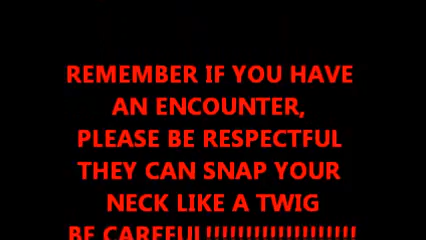 REMEMBER IF YOU HAVE
AN ENCOUNTER,
PLEASE BE RESPECTFUL
THEY CAN SNAP YOUR
NECK LIKE A TWIG
BE CAREFUL!!!!!!!!!!!!!!!!!!!!